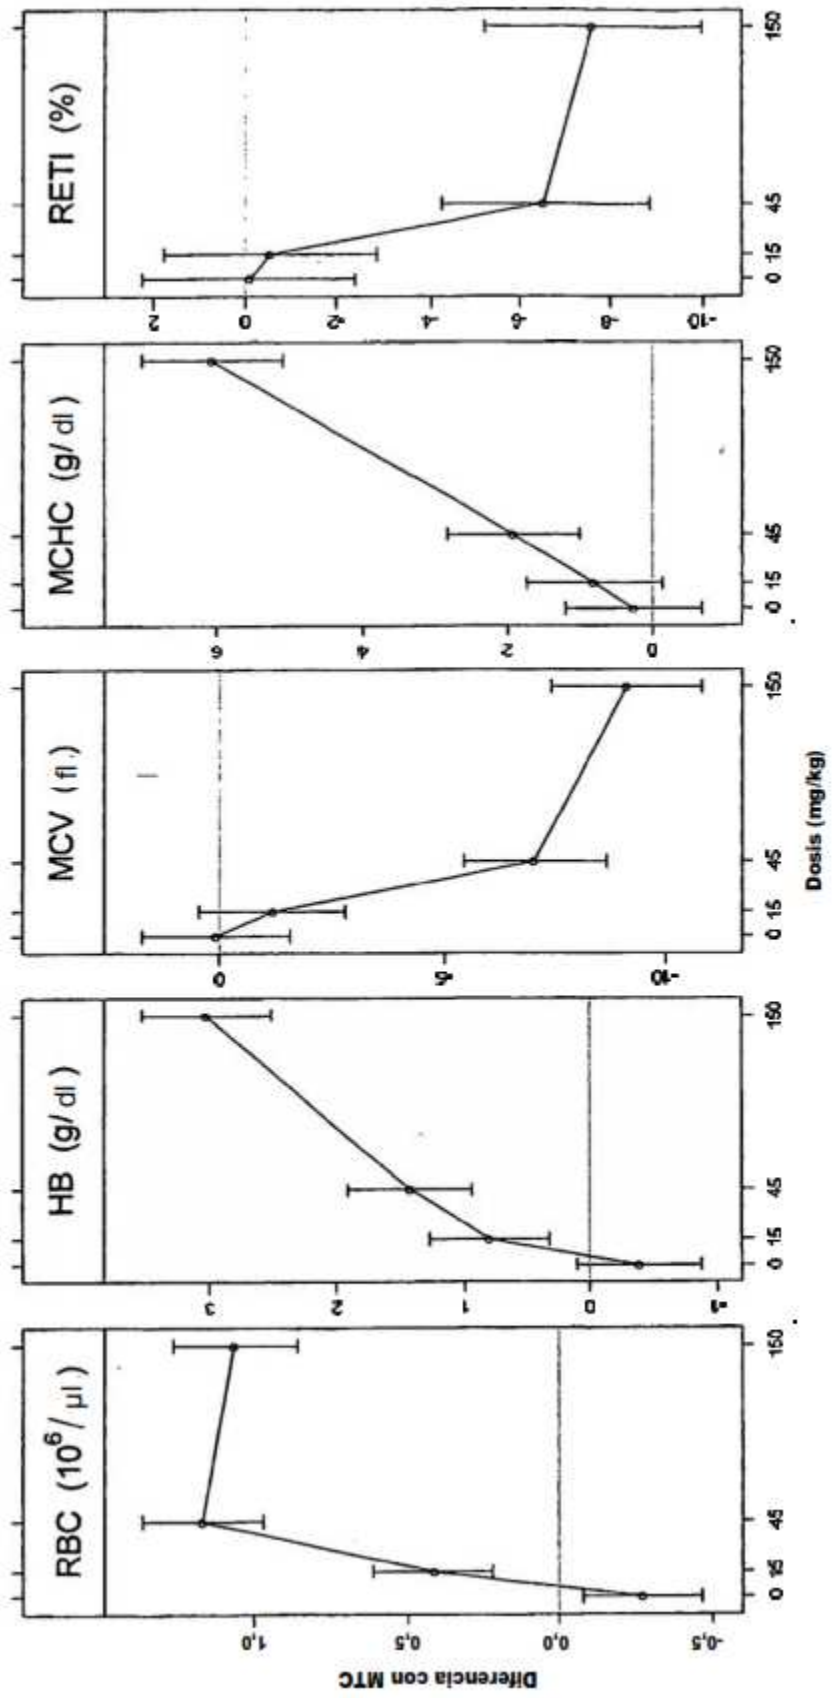 RBC (10⁶/μl)
HB (g/dl)
MCV (fl.)
MCHC (g/dl)
RETI (%)
Diferencia con MTC
1,0
0,5
0,0
-0,5
0 15 45 150
3
2
1
0
-1
0 15 45 150
0
-5
-10
0 15 45 150
6
4
2
0
0 15 45 150
2
0
-2
-4
-6
-8
-10
0 15 45 150
Dosis (mg/kg)